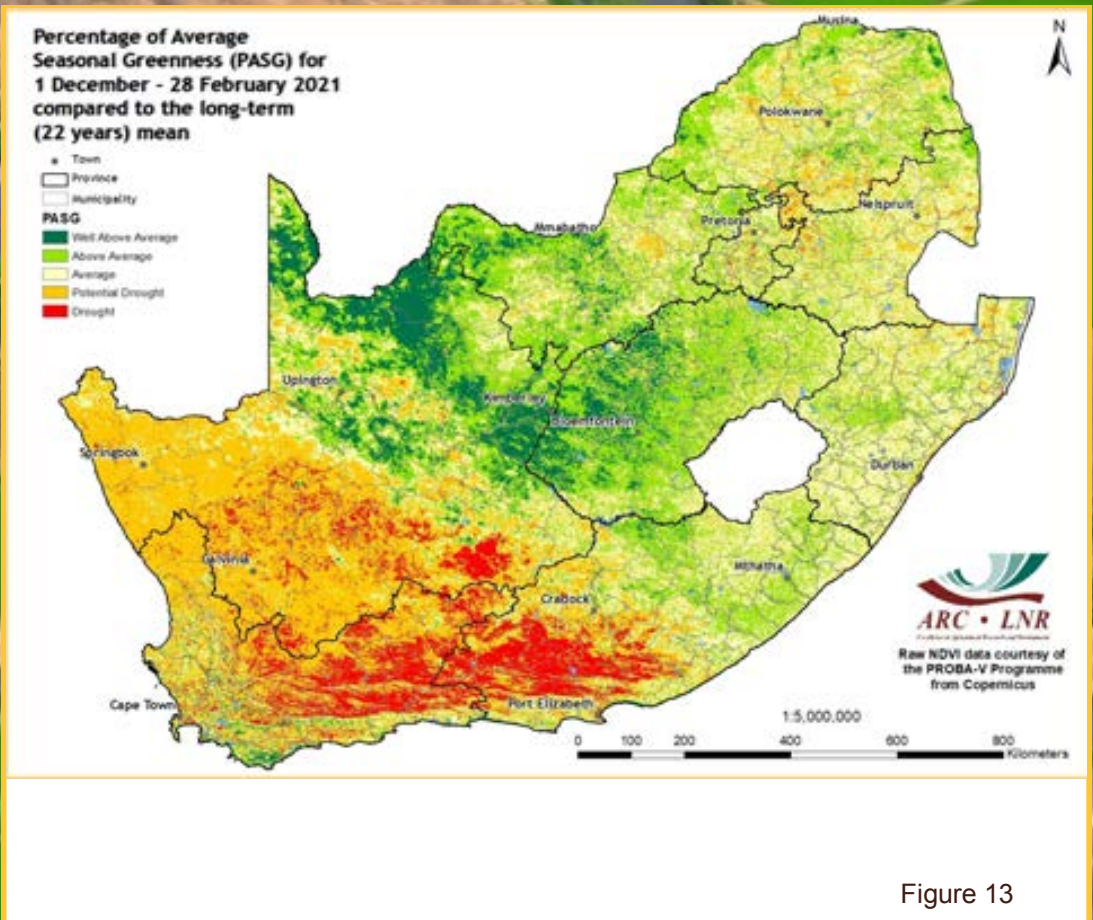 Percentage of Average
Seasonal Greenness (PASG) for
1 December - 28 February 2021
compared to the long-term
(22 years) mean
Town
Province
Municipality
PASG
Well Above Average
Above Average
Average
Potential Drought
Drought
N
Musina
Polokwane
Nelspruit
Pretoria
Mmabatho
Upington
Kimberley
Bloemfontein
Springbok
Durban
Calvinia
Mthatha
Cradock
Cape Town
Port Elizabeth
ARC • LNR
Raw NDVI data courtesy of
the PROBA-V Programme
from Copernicus
1:5,000,000
0 100 200 400 600 800
Kilometers
Figure 13